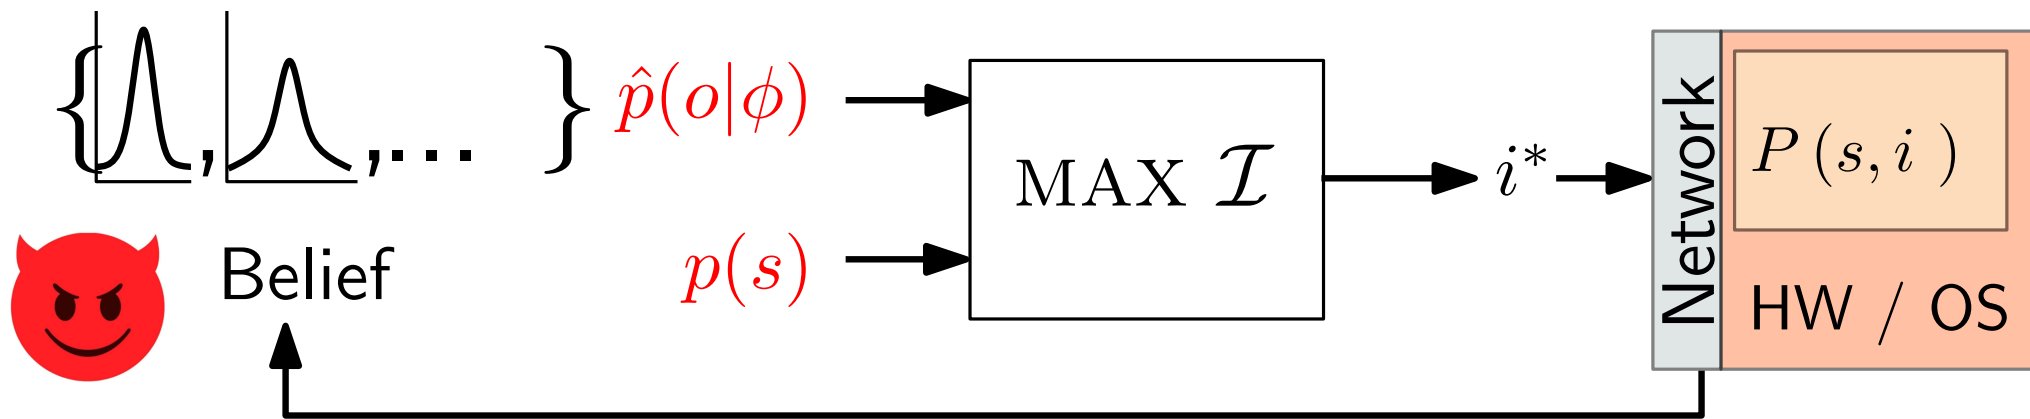 { , ,... } p̂(o|ϕ)
MAX ℐ
i*
Network
P(s, i )
Belief
p(s)
HW / OS